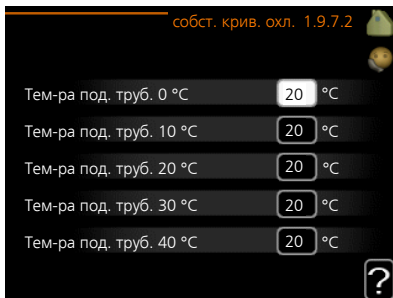 собст. крив. охл. 1.9.7.2
Тем-ра под. труб. 0 °C 20 °C
Тем-ра под. труб. 10 °C 20 °C
Тем-ра под. труб. 20 °C 20 °C
Тем-ра под. труб. 30 °C 20 °C
Тем-ра под. труб. 40 °C 20 °C
?